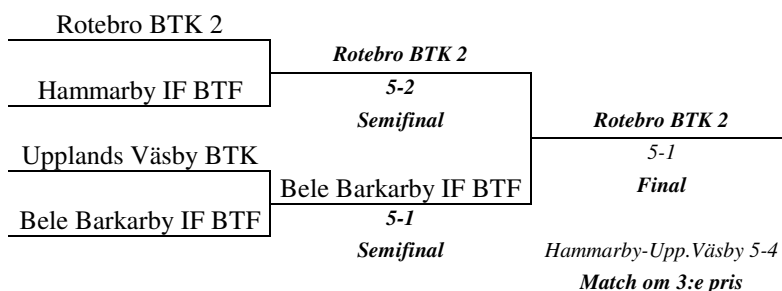 Rotebro BTK 2
Rotebro BTK 2
Hammarby IF BTF
5-2
Semifinal
Rotebro BTK 2
Upplands Väsby BTK
5-1
Bele Barkarby IF BTF
Final
Bele Barkarby IF BTF
5-1
Semifinal
Hammarby-Upp.Väsby 5-4
Match om 3:e pris